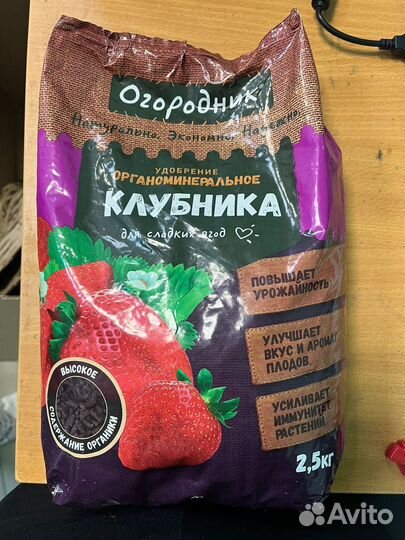 Огородник
Натурально. Экономно. Надежно.
УДОБРЕНИЕ
ОРГАНОМИНЕРАЛЬНОЕ
КЛУБНИКА
для сладких ягод
ПОВЫШАЕТ
УРОЖАЙНОСТЬ
УЛУЧШАЕТ
ВКУС И АРОМАТ
ПЛОДОВ
УСИЛИВАЕТ
ИММУНИТЕТ
РАСТЕНИЙ
ВЫСОКОЕ
СОДЕРЖАНИЕ ОРГАНИКИ
2,5кг
Avito